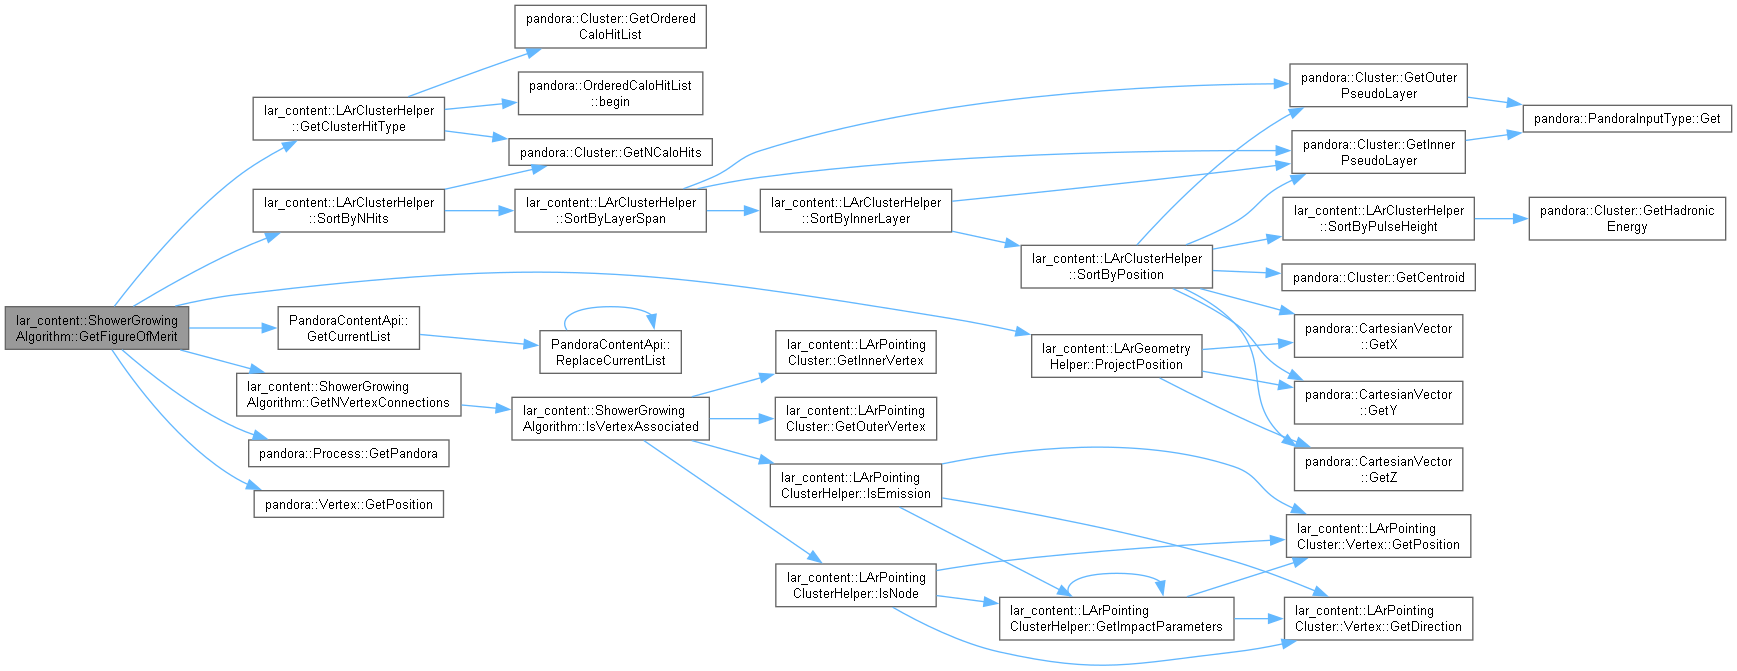 lar_content::ShowerGrowing
Algorithm::GetFigureOfMerit
lar_content::LArClusterHelper
::GetClusterHitType
pandora::Cluster::GetOrdered
CaloHitList
pandora::OrderedCaloHitList
::begin
pandora::Cluster::GetNCaloHits
lar_content::LArClusterHelper
::SortByNHits
lar_content::LArClusterHelper
::SortByLayerSpan
lar_content::LArClusterHelper
::SortByInnerLayer
lar_content::LArClusterHelper
::SortByPosition
pandora::Cluster::GetOuter
PseudoLayer
pandora::Cluster::GetInner
PseudoLayer
pandora::PandoraInputType::Get
lar_content::LArClusterHelper
::SortByPulseHeight
pandora::Cluster::GetHadronic
Energy
pandora::Cluster::GetCentroid
pandora::CartesianVector
::GetX
pandora::CartesianVector
::GetY
pandora::CartesianVector
::GetZ
PandoraContentApi::
GetCurrentList
PandoraContentApi::
ReplaceCurrentList
lar_content::LArGeometry
Helper::ProjectPosition
lar_content::ShowerGrowing
Algorithm::GetNVertexConnections
lar_content::ShowerGrowing
Algorithm::IsVertexAssociated
lar_content::LArPointing
Cluster::GetInnerVertex
lar_content::LArPointing
Cluster::GetOuterVertex
lar_content::LArPointing
ClusterHelper::IsEmission
lar_content::LArPointing
ClusterHelper::IsNode
lar_content::LArPointing
ClusterHelper::GetImpactParameters
lar_content::LArPointing
Cluster::Vertex::GetPosition
lar_content::LArPointing
Cluster::Vertex::GetDirection
pandora::Process::GetPandora
pandora::Vertex::GetPosition